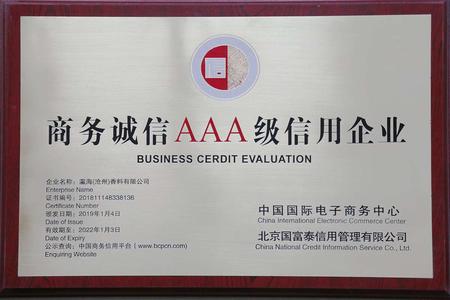 商务诚信AAA级信用企业
BUSINESS CERDIT EVALUATION
企业名称：瀛海(沧州)香料有限公司
Enterprise Name
证书编号：201811148338136
Certificate Number
颁发日期：2019年1月4日
Date of Issue
有效期至：2022年1月3日
Date of Expiry
公示查询：中国商务信用平台（www.bcpcn.com）
Enquiring Website
中国国际电子商务中心
China International Electronic Commerce Center
北京国富泰信用管理有限公司
China National Credit Information Service Co., Ltd.